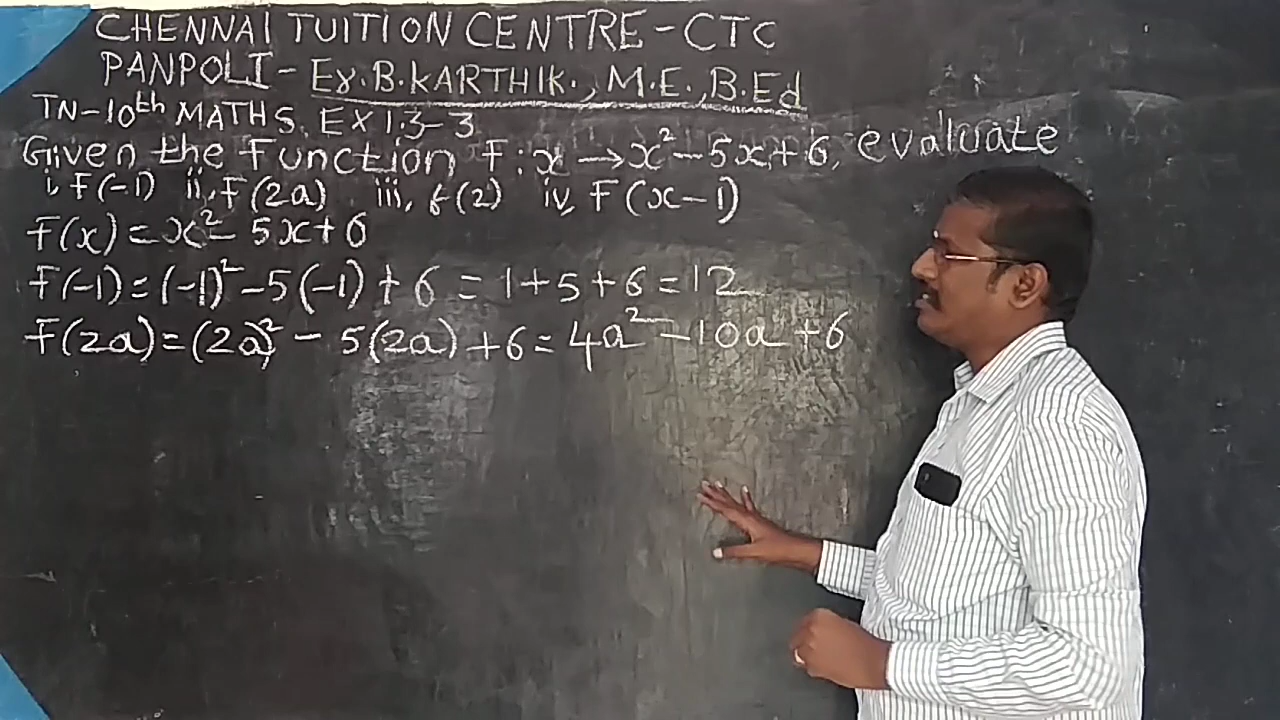 CHENNAI TUITION CENTRE - CTC
PANPOLI - Er. B. KARTHIK., M.E., B.Ed
TN-10th MATHS. EX 1.3-3
Given the function f: x → x² - 5x + 6, evaluate
i, f(-1) ii, f(2a) iii, f(2) iv, f(x-1)
f(x) = x² - 5x + 6
f(-1) = (-1)² - 5(-1) + 6 = 1 + 5 + 6 = 12
f(2a) = (2a)² - 5(2a) + 6 = 4a² - 10a + 6